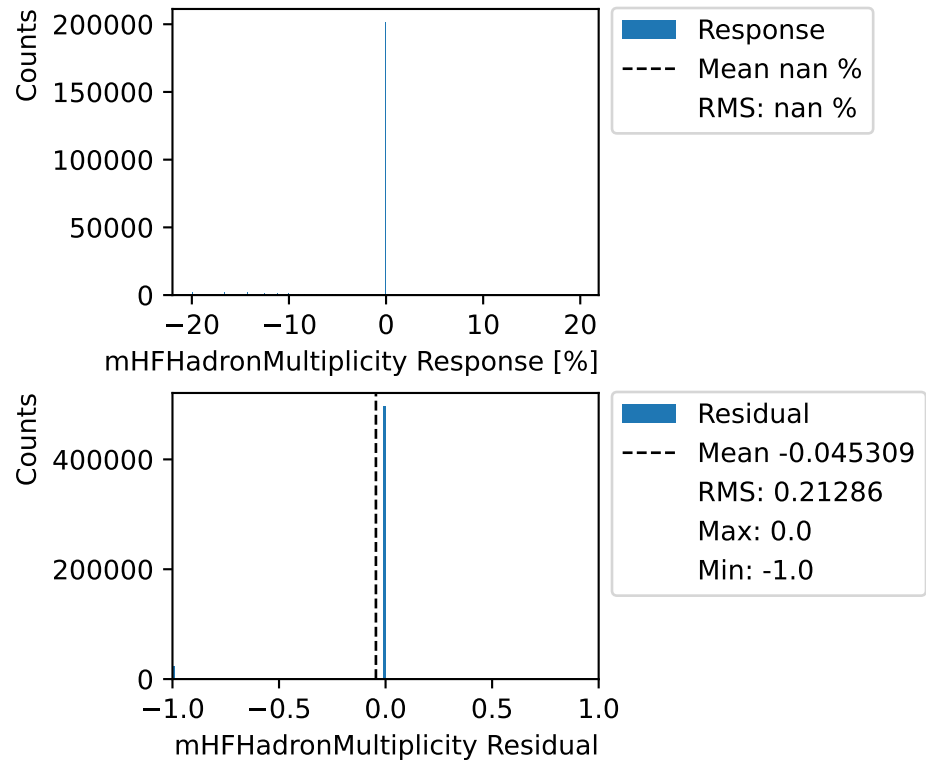 Counts
200000
150000
100000
50000
0
−20 −10 0 10 20
mHFHadronMultiplicity Response [%]
Response
Mean nan %
RMS: nan %
Counts
400000
200000
0
−1.0 −0.5 0.0 0.5 1.0
mHFHadronMultiplicity Residual
Residual
Mean -0.045309
RMS: 0.21286
Max: 0.0
Min: -1.0